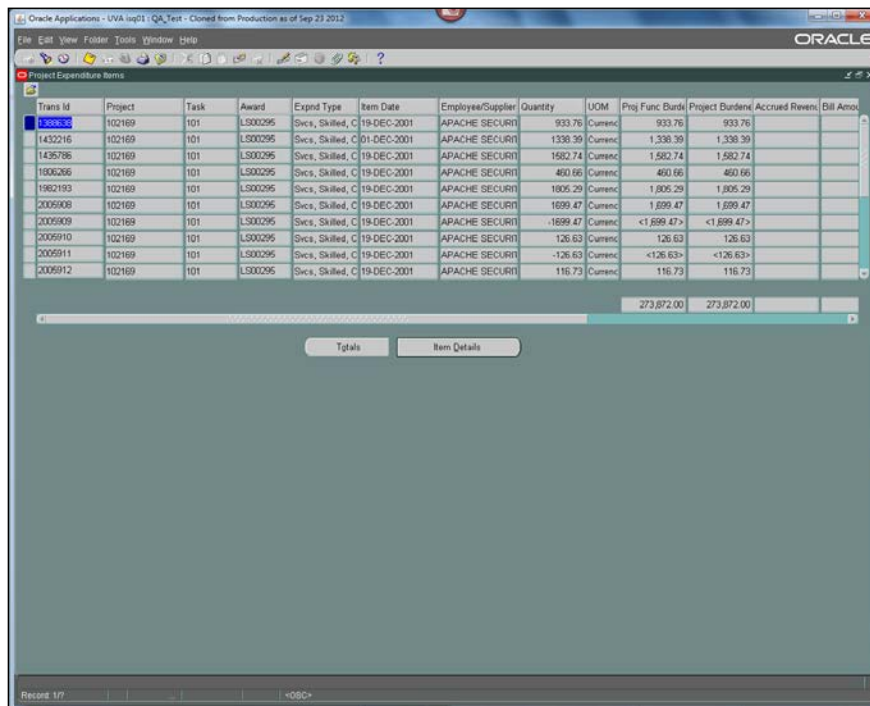 Oracle Applications - UVA isq01 : QA_Test - Cloned from Production as of Sep 23 2012
File Edit View Folder Tools Window Help
ORACLE
Project Expenditure Items
Trans Id Project Task Award Expnd Type Item Date Employee/Supplier Quantity UOM Proj Func Burde Project Burdene Accrued Revenu Bill Amou
1388638 102169 101 LS00295 Svcs, Skilled, C 19-DEC-2001 APACHE SECURIT 933.76 Currenc 933.76 933.76
1432216 102169 101 LS00295 Svcs, Skilled, C 01-DEC-2001 APACHE SECURIT 1338.39 Currenc 1,338.39 1,338.39
1435786 102169 101 LS00295 Svcs, Skilled, C 19-DEC-2001 APACHE SECURIT 1582.74 Currenc 1,582.74 1,582.74
1806266 102169 101 LS00295 Svcs, Skilled, C 19-DEC-2001 APACHE SECURIT 460.66 Currenc 460.66 460.66
1982193 102169 101 LS00295 Svcs, Skilled, C 19-DEC-2001 APACHE SECURIT 1805.29 Currenc 1,805.29 1,805.29
2005908 102169 101 LS00295 Svcs, Skilled, C 19-DEC-2001 APACHE SECURIT 1699.47 Currenc 1,699.47 1,699.47
2005909 102169 101 LS00295 Svcs, Skilled, C 19-DEC-2001 APACHE SECURIT -1699.47 Currenc <1,699.47> <1,699.47>
2005910 102169 101 LS00295 Svcs, Skilled, C 19-DEC-2001 APACHE SECURIT 126.63 Currenc 126.63 126.63
2005911 102169 101 LS00295 Svcs, Skilled, C 19-DEC-2001 APACHE SECURIT -126.63 Currenc <126.63> <126.63>
2005912 102169 101 LS00295 Svcs, Skilled, C 19-DEC-2001 APACHE SECURIT 116.73 Currenc 116.73 116.73
273,872.00 273,872.00
Totals Item Details
Record: 1/? ... <OSC>